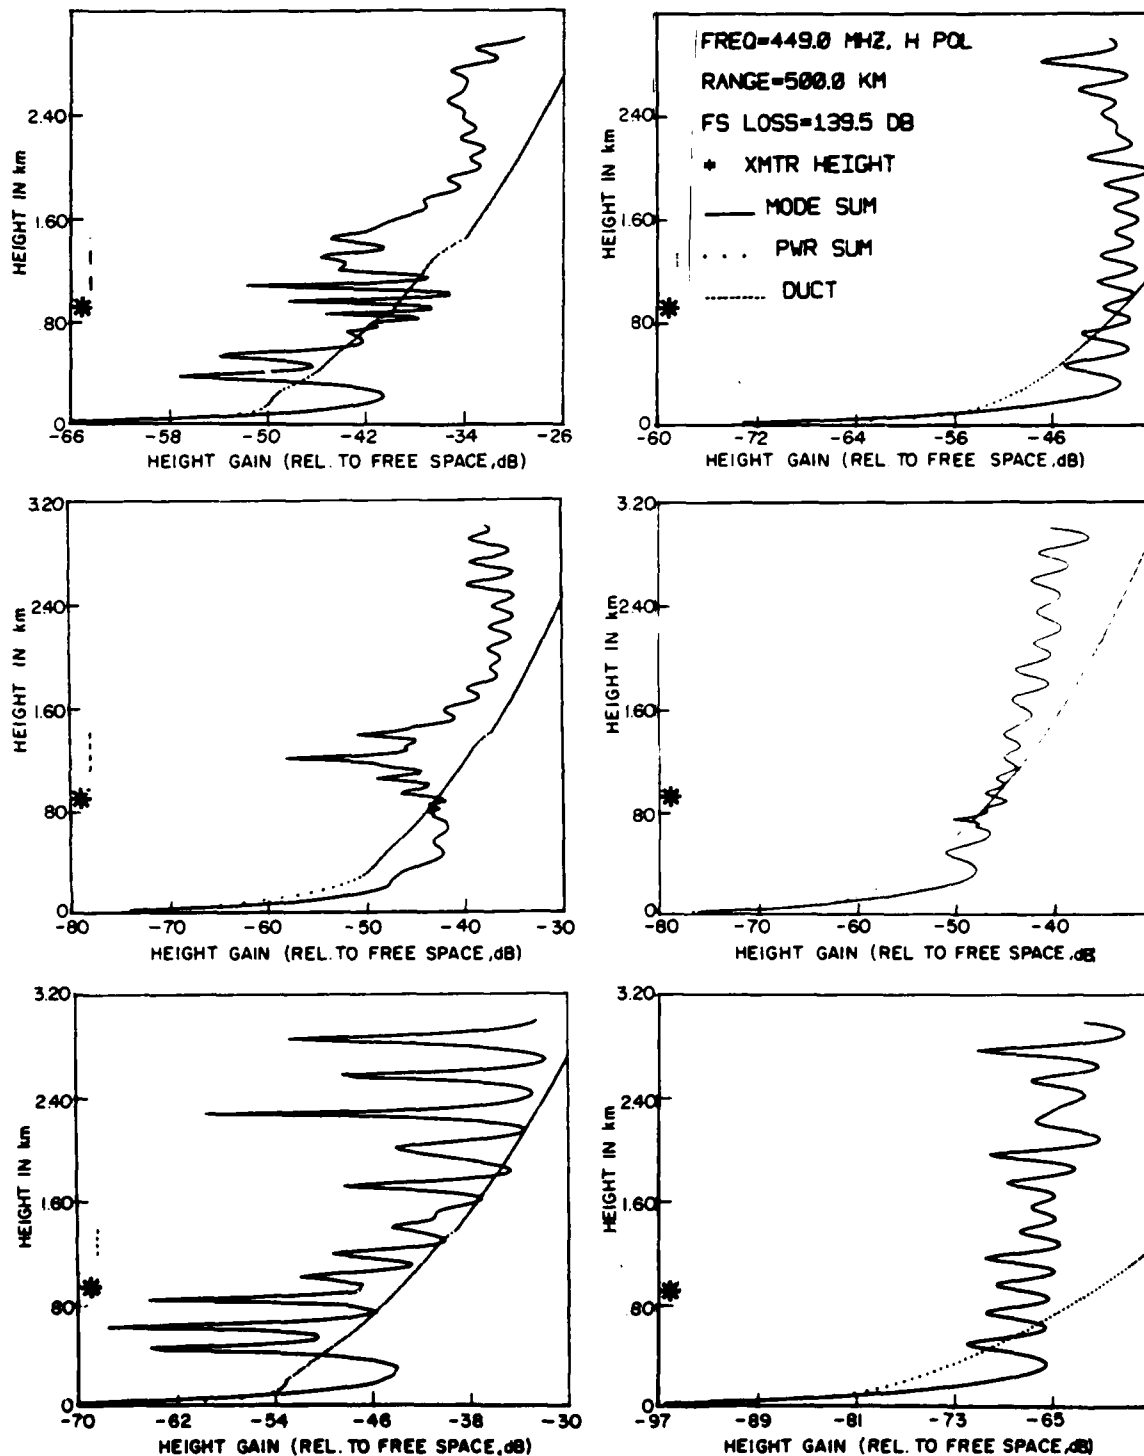 HEIGHT IN km
2.40
1.60
.80
0
-66 -58 -50 -42 -34 -26
HEIGHT GAIN (REL. TO FREE SPACE,dB)
FREQ=449.0 MHZ, H POL
RANGE=500.0 KM
FS LOSS=139.5 DB
* XMTR HEIGHT
MODE SUM
PWR SUM
DUCT
HEIGHT IN km
2.40
1.60
.80
0
-60 -72 -64 -56 -46
HEIGHT GAIN (REL. TO FREE SPACE,dB)
HEIGHT IN km
3.20
2.40
1.60
.80
0
-80 -70 -60 -50 -40 -30
HEIGHT GAIN (REL. TO FREE SPACE,dB)
HEIGHT IN km
3.20
2.40
1.60
.80
0
-80 -70 -60 -50 -40
HEIGHT GAIN (REL. TO FREE SPACE,dB)
HEIGHT IN km
3.20
2.40
1.60
.80
0
-70 -62 -54 -46 -38 -30
HEIGHT GAIN (REL. TO FREE SPACE,dB)
HEIGHT IN km
3.20
2.40
1.60
.80
0
-97 -89 -81 -73 -65
HEIGHT GAIN (REL. TO FREE SPACE,dB)